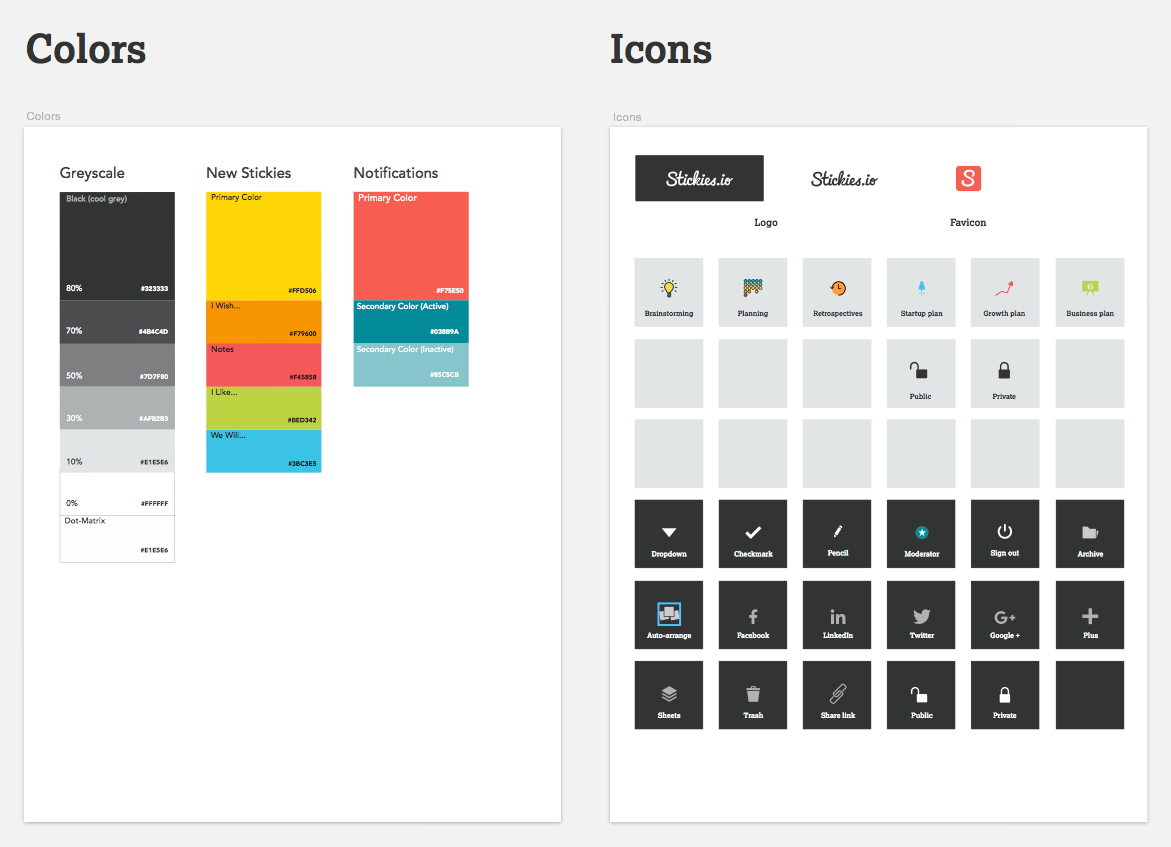 Colors
Icons
Colors
Icons
Greyscale
Black (cool grey)
80% #323333
70% #4B4C4D
50% #7D7F80
30% #AFB2B3
10% #E1E5E6
0% #FFFFFF
Dot-Matrix
#E1E5E6
New Stickies
Primary Color
#FFD506
I Wish...
#F79600
Notes
#F45858
I Like...
#BED342
We Will...
#3BC3E5
Notifications
Primary Color
#F75E50
Secondary Color (Active)
#038B9A
Secondary Color (Inactive)
#85C5CB
Stickies.io Stickies.io S
Logo Favicon
Brainstorming Planning Retrospectives Startup plan Growth plan Business plan
Public Private
Dropdown Checkmark Pencil Moderator Sign out Archive
Auto-arrange Facebook LinkedIn Twitter Google + Plus
Sheets Trash Share link Public Private